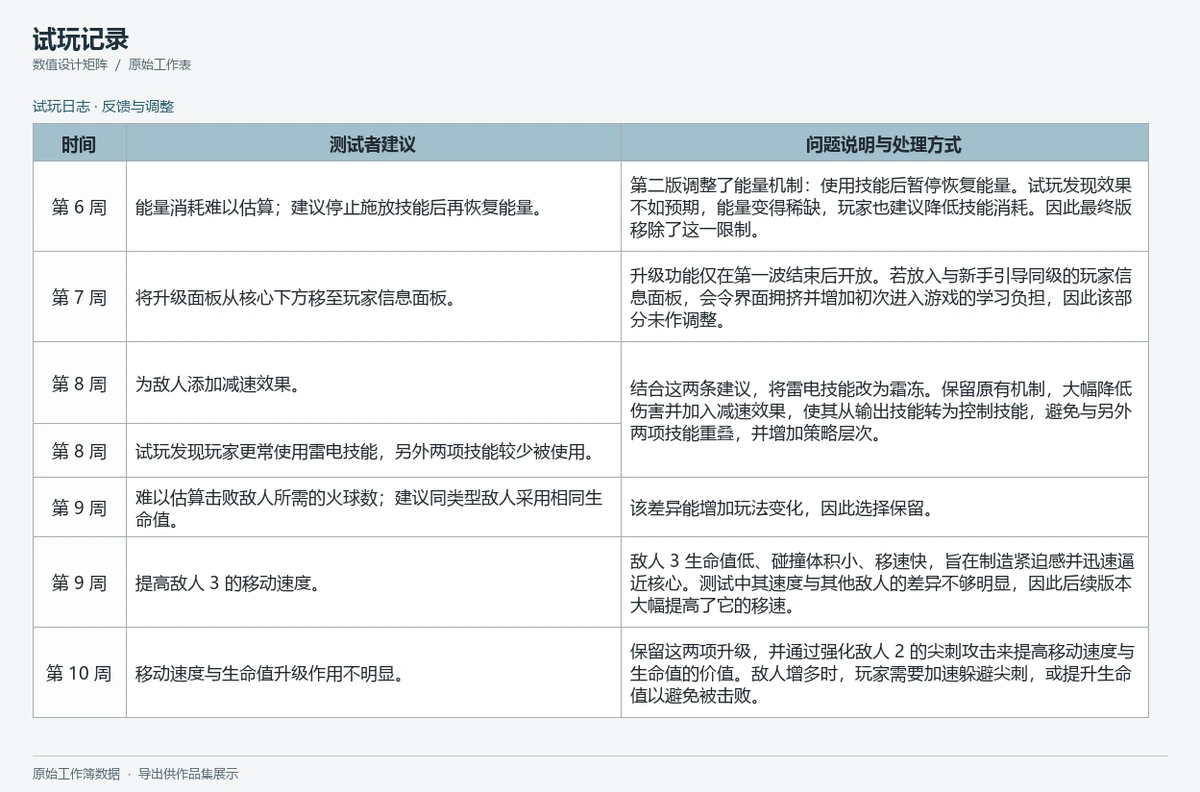 试玩记录
数值设计矩阵 / 原始工作表
试玩日志 · 反馈与调整
时间 测试者建议 问题说明与处理方式
第 6 周
能量消耗难以估算；建议停止施放技能后再恢复能量。
第二版调整了能量机制：使用技能后暂停恢复能量。试玩发现效果
不如预期，能量变得稀缺，玩家也建议降低技能消耗。因此最终版
移除了这一限制。
第 7 周
将升级面板从核心下方移至玩家信息面板。
升级功能仅在第一波结束后开放。若放入与新手引导同级的玩家信
息面板，会令界面拥挤并增加初次进入游戏的学习负担，因此该部
分未作调整。
第 8 周
为敌人添加减速效果。
结合这两条建议，将雷电技能改为霜冻。保留原有机制，大幅降低
伤害并加入减速效果，使其从输出技能转为控制技能，避免与另外
两项技能重叠，并增加策略层次。
第 8 周
试玩发现玩家更常使用雷电技能，另外两项技能较少被使用。
第 9 周
难以估算击败敌人所需的火球数；建议同类型敌人采用相同生
命值。
该差异能增加玩法变化，因此选择保留。
第 9 周
提高敌人 3 的移动速度。
敌人 3 生命值低、碰撞体积小、移速快，旨在制造紧迫感并迅速逼
近核心。测试中其速度与其他敌人的差异不够明显，因此后续版本
大幅提高了它的移速。
第 10 周
移动速度与生命值升级作用不明显。
保留这两项升级，并通过强化敌人 2 的尖刺攻击来提高移动速度与
生命值的价值。敌人增多时，玩家需要加速躲避尖刺，或提升生命
值以避免被击败。
原始工作簿数据 · 导出供作品集展示